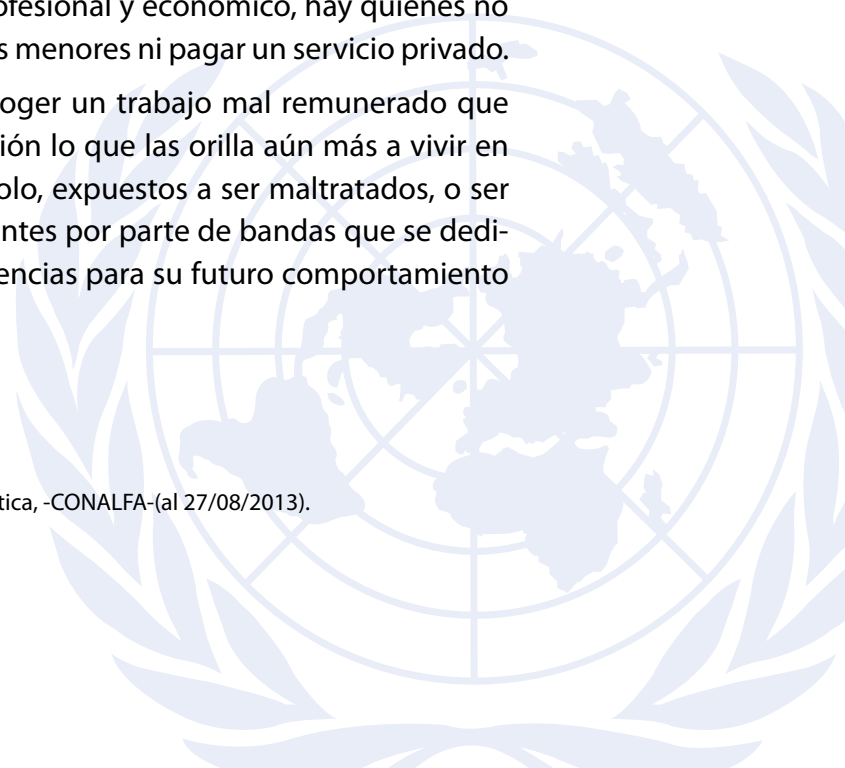 ofesional y económico, hay quienes no
s menores ni pagar un servicio privado.
oger un trabajo mal remunerado que
ión lo que las orilla aún más a vivir en
olo, expuestos a ser maltratados, o ser
ntes por parte de bandas que se dedi-
encias para su futuro comportamiento
tica, -CONALFA-(al 27/08/2013).